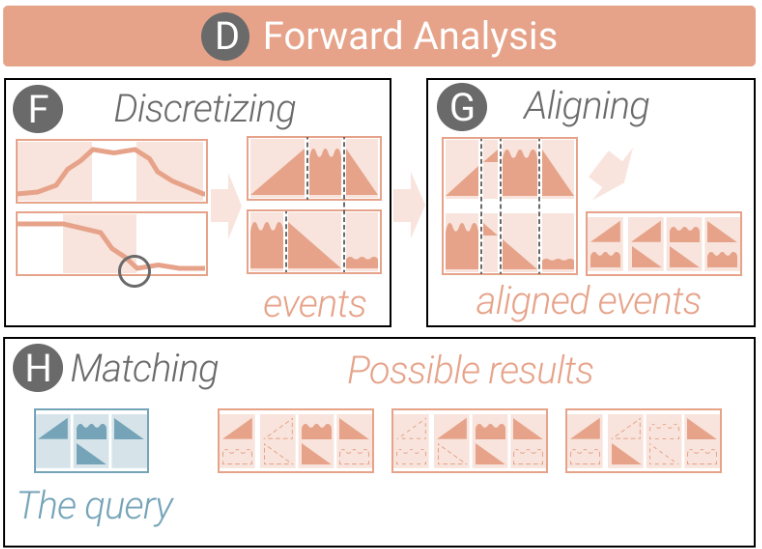 D Forward Analysis
F Discretizing
events
G Aligning
aligned events
H Matching
Possible results
The query